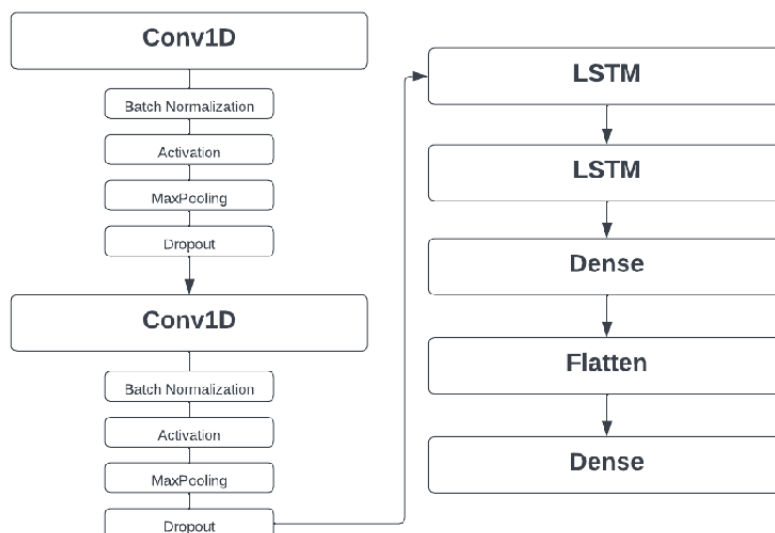 Conv1D
Batch Normalization
Activation
MaxPooling
Dropout
Conv1D
Batch Normalization
Activation
MaxPooling
Dropout
LSTM
LSTM
Dense
Flatten
Dense